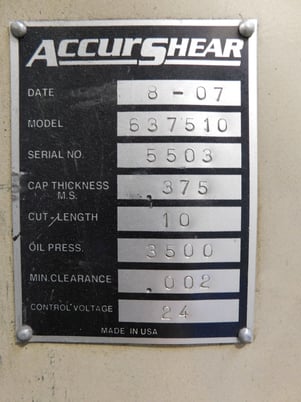 ACCURSHEAR
DATE 8-07
MODEL 637510
SERIAL NO. 5503
CAP THICKNESS M.S. .375
CUT-LENGTH 10
OIL PRESS. 3500
MIN. CLEARANCE .002
CONTROL VOLTAGE 24
MADE IN USA